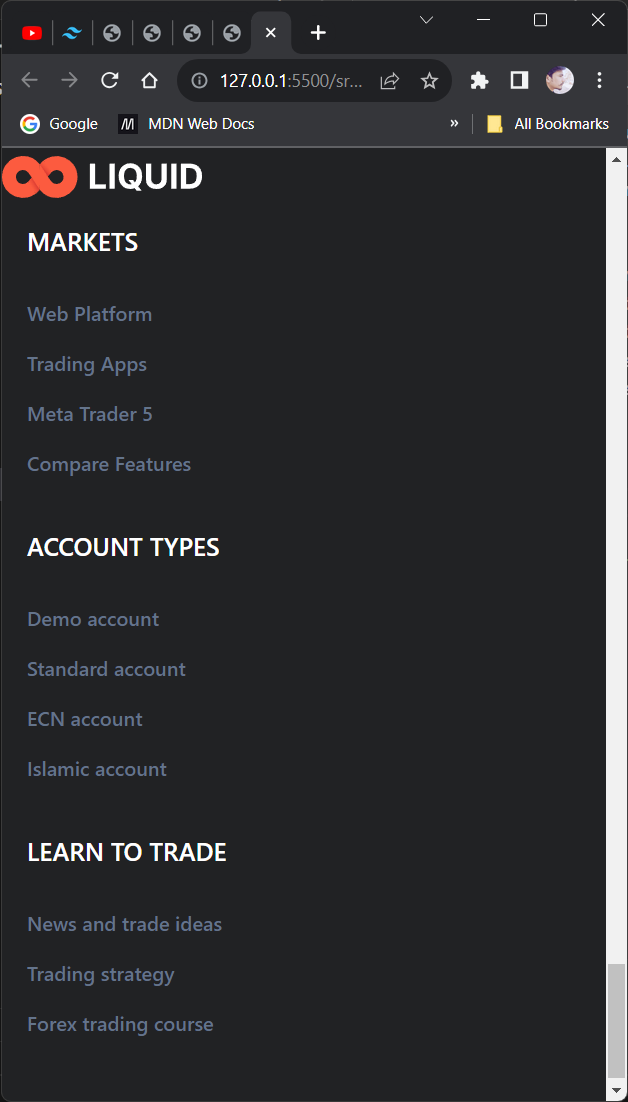 127.0.0.1:5500/sr...
Google
MDN Web Docs
»
All Bookmarks
LIQUID
MARKETS
Web Platform
Trading Apps
Meta Trader 5
Compare Features
ACCOUNT TYPES
Demo account
Standard account
ECN account
Islamic account
LEARN TO TRADE
News and trade ideas
Trading strategy
Forex trading course